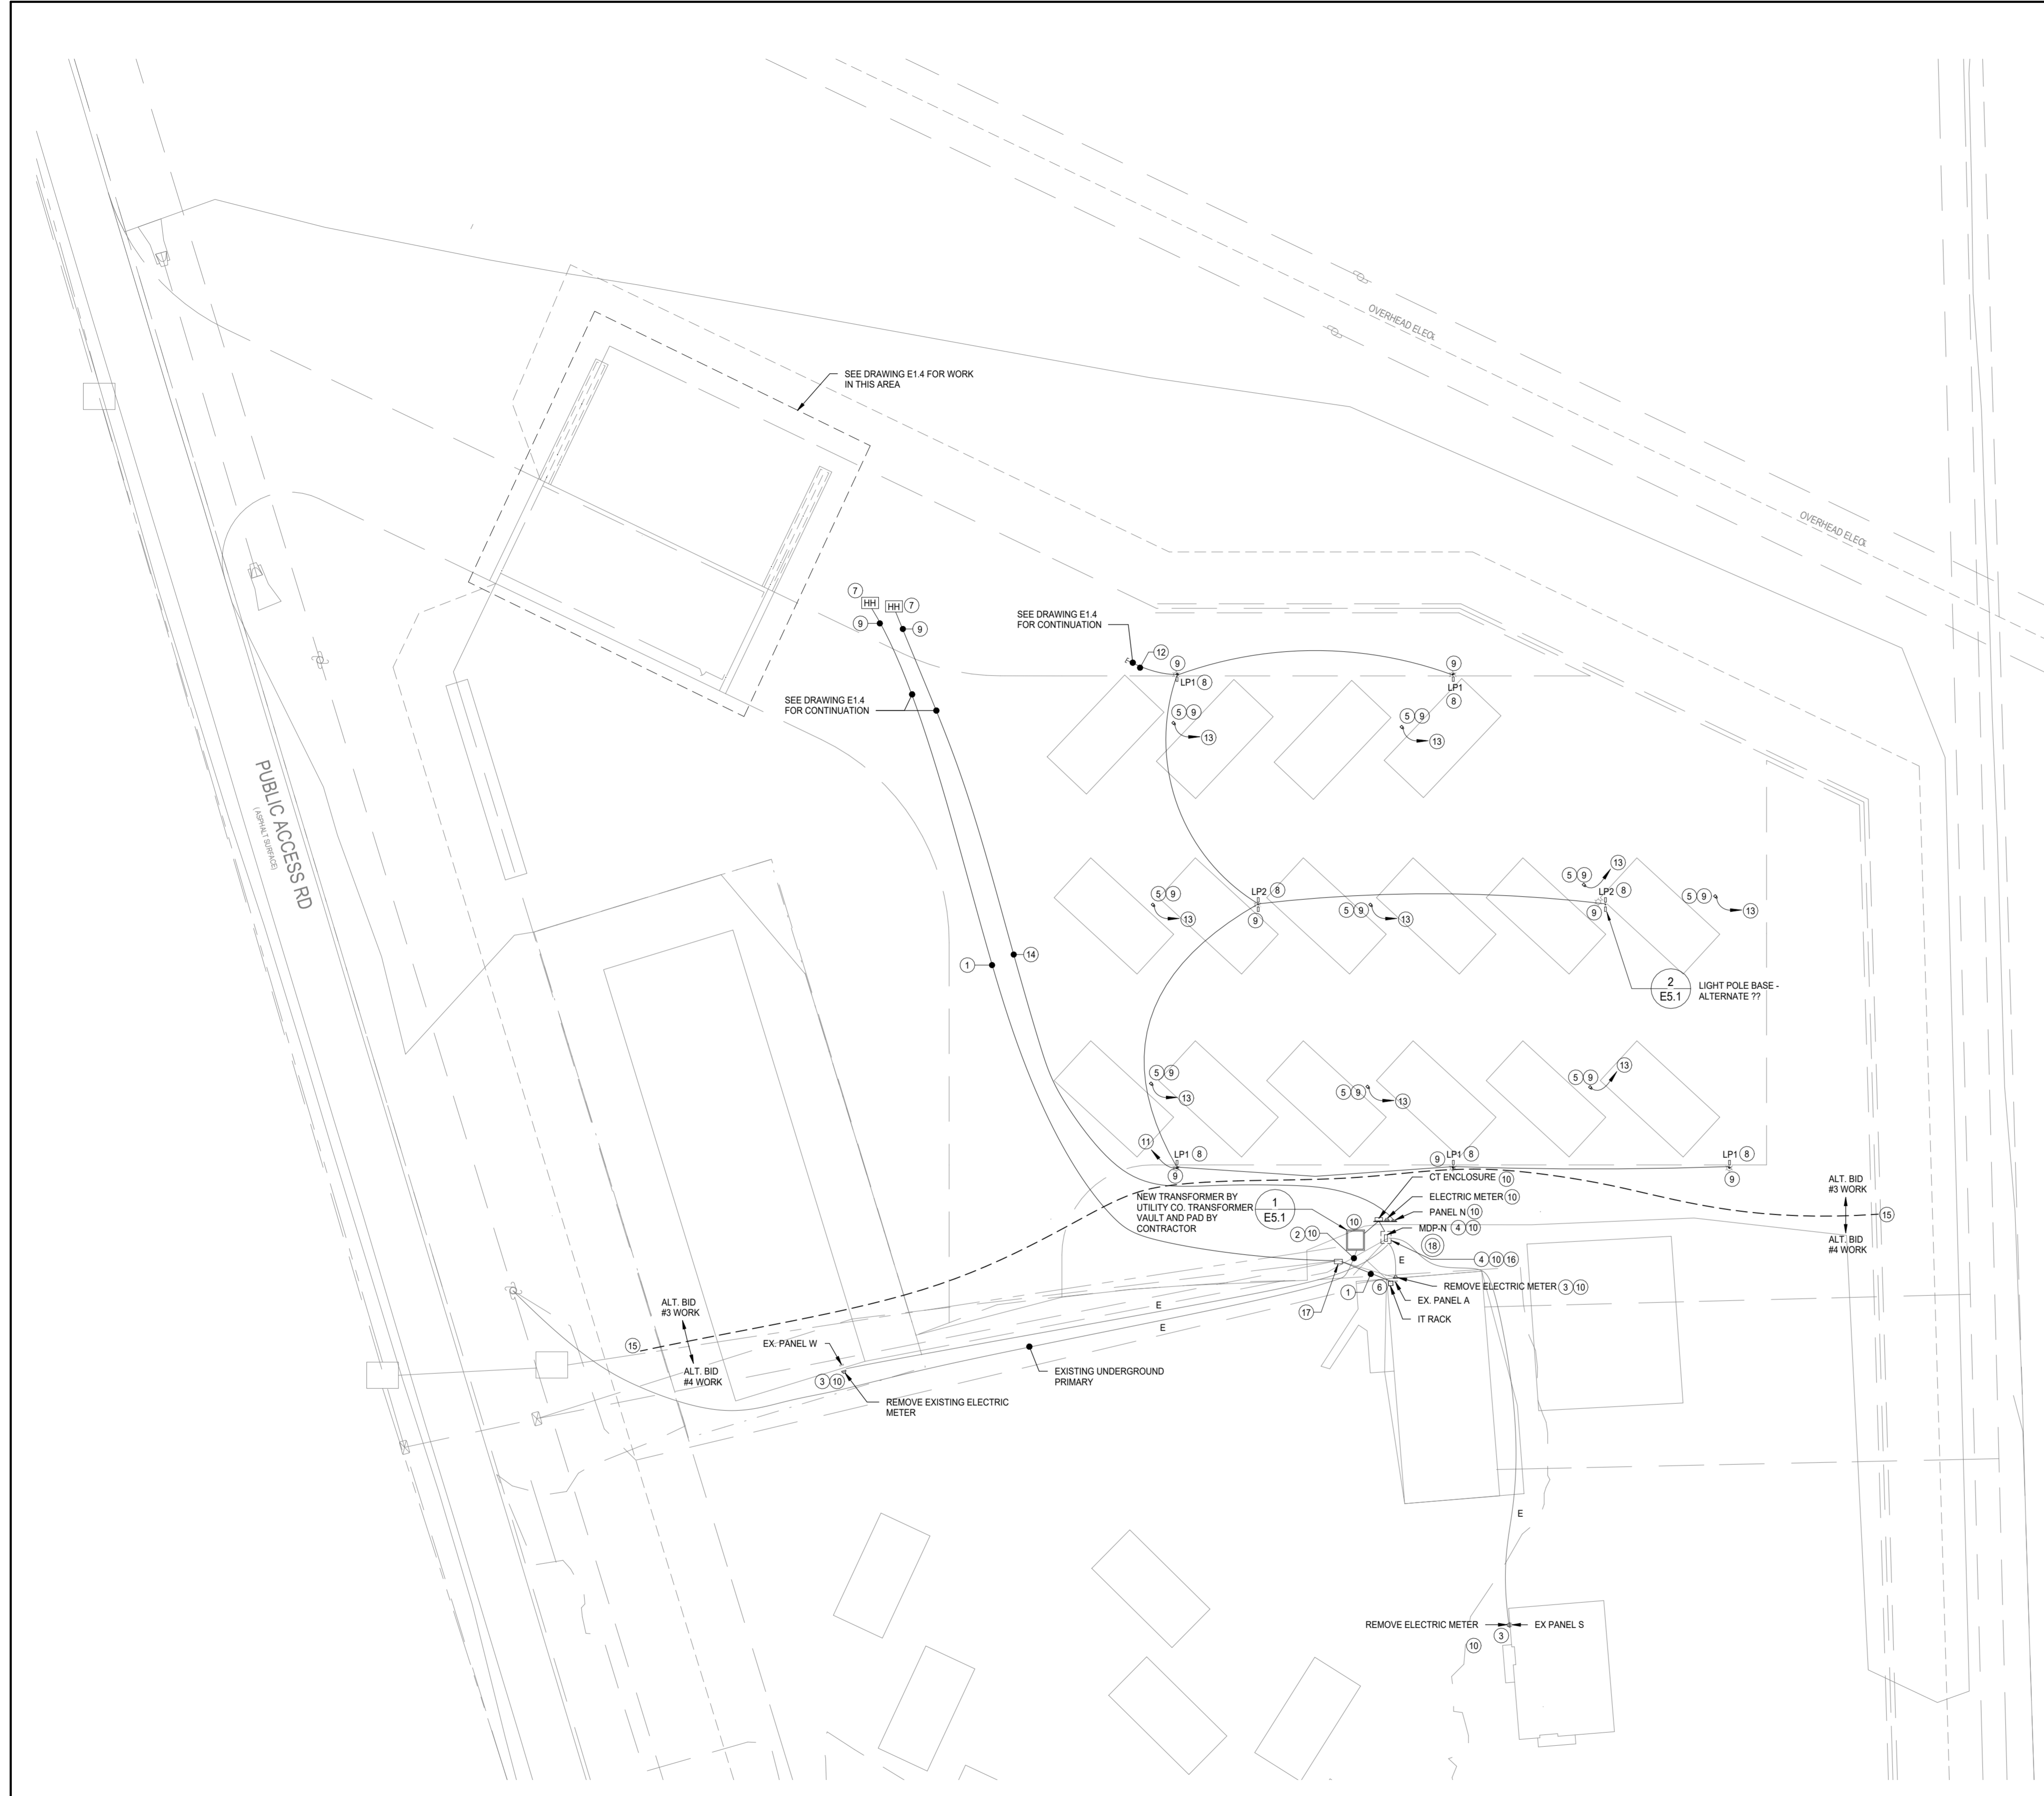 OVERHEAD ELEC.
OVERHEAD ELEC.
SEE DRAWING E1.4 FOR WORK
IN THIS AREA
7
HH
HH
7
9
9
SEE DRAWING E1.4
FOR CONTINUATION
12
9
LP1
8
9
LP1
8
SEE DRAWING E1.4
FOR CONTINUATION
5
9
13
5
9
13
PUBLIC ACCESS RD
(ASPHALT SURFACE)
5
9
13
LP2
8
9
5
9
13
5
9
13
LP2
8
9
5
9
13
1
14
2
E5.1
LIGHT POLE BASE -
ALTERNATE ??
5
9
13
5
9
13
5
9
13
11
LP1
8
9
9
LP1
8
LP1
8
9
CT ENCLOSURE
10
ELECTRIC METER
10
PANEL N
10
MDP-N
4
10
NEW TRANSFORMER BY
UTILITY CO. TRANSFORMER
VAULT AND PAD BY
CONTRACTOR
1
E5.1
10
2
10
18
4
10
16
ALT. BID
#3 WORK
15
ALT. BID
#4 WORK
E
REMOVE ELECTRIC METER
3
10
EX. PANEL A
IT RACK
1
6
17
ALT. BID
#3 WORK
15
ALT. BID
#4 WORK
E
E
EX. PANEL W
3
10
REMOVE EXISTING ELECTRIC
METER
EXISTING UNDERGROUND
PRIMARY
E
REMOVE ELECTRIC METER
EX PANEL S
3
10